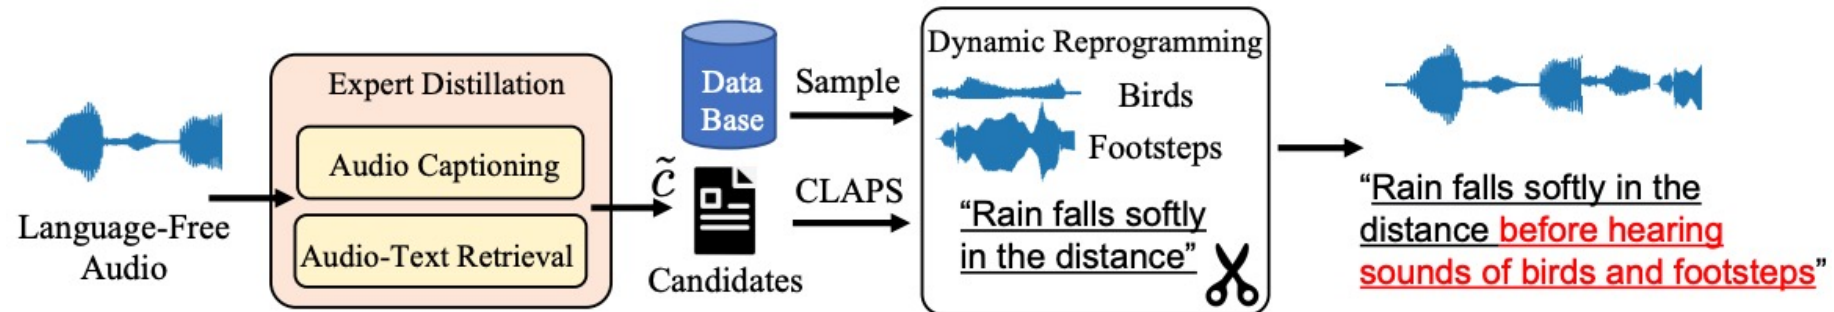 Language-Free
Audio
Expert Distillation
Audio Captioning
Audio-Text Retrieval
c̃
Data
Base
Candidates
Sample
CLAPS
Dynamic Reprogramming
Birds
Footsteps
“Rain falls softly
in the distance”
“Rain falls softly in the
distance before hearing
sounds of birds and footsteps”